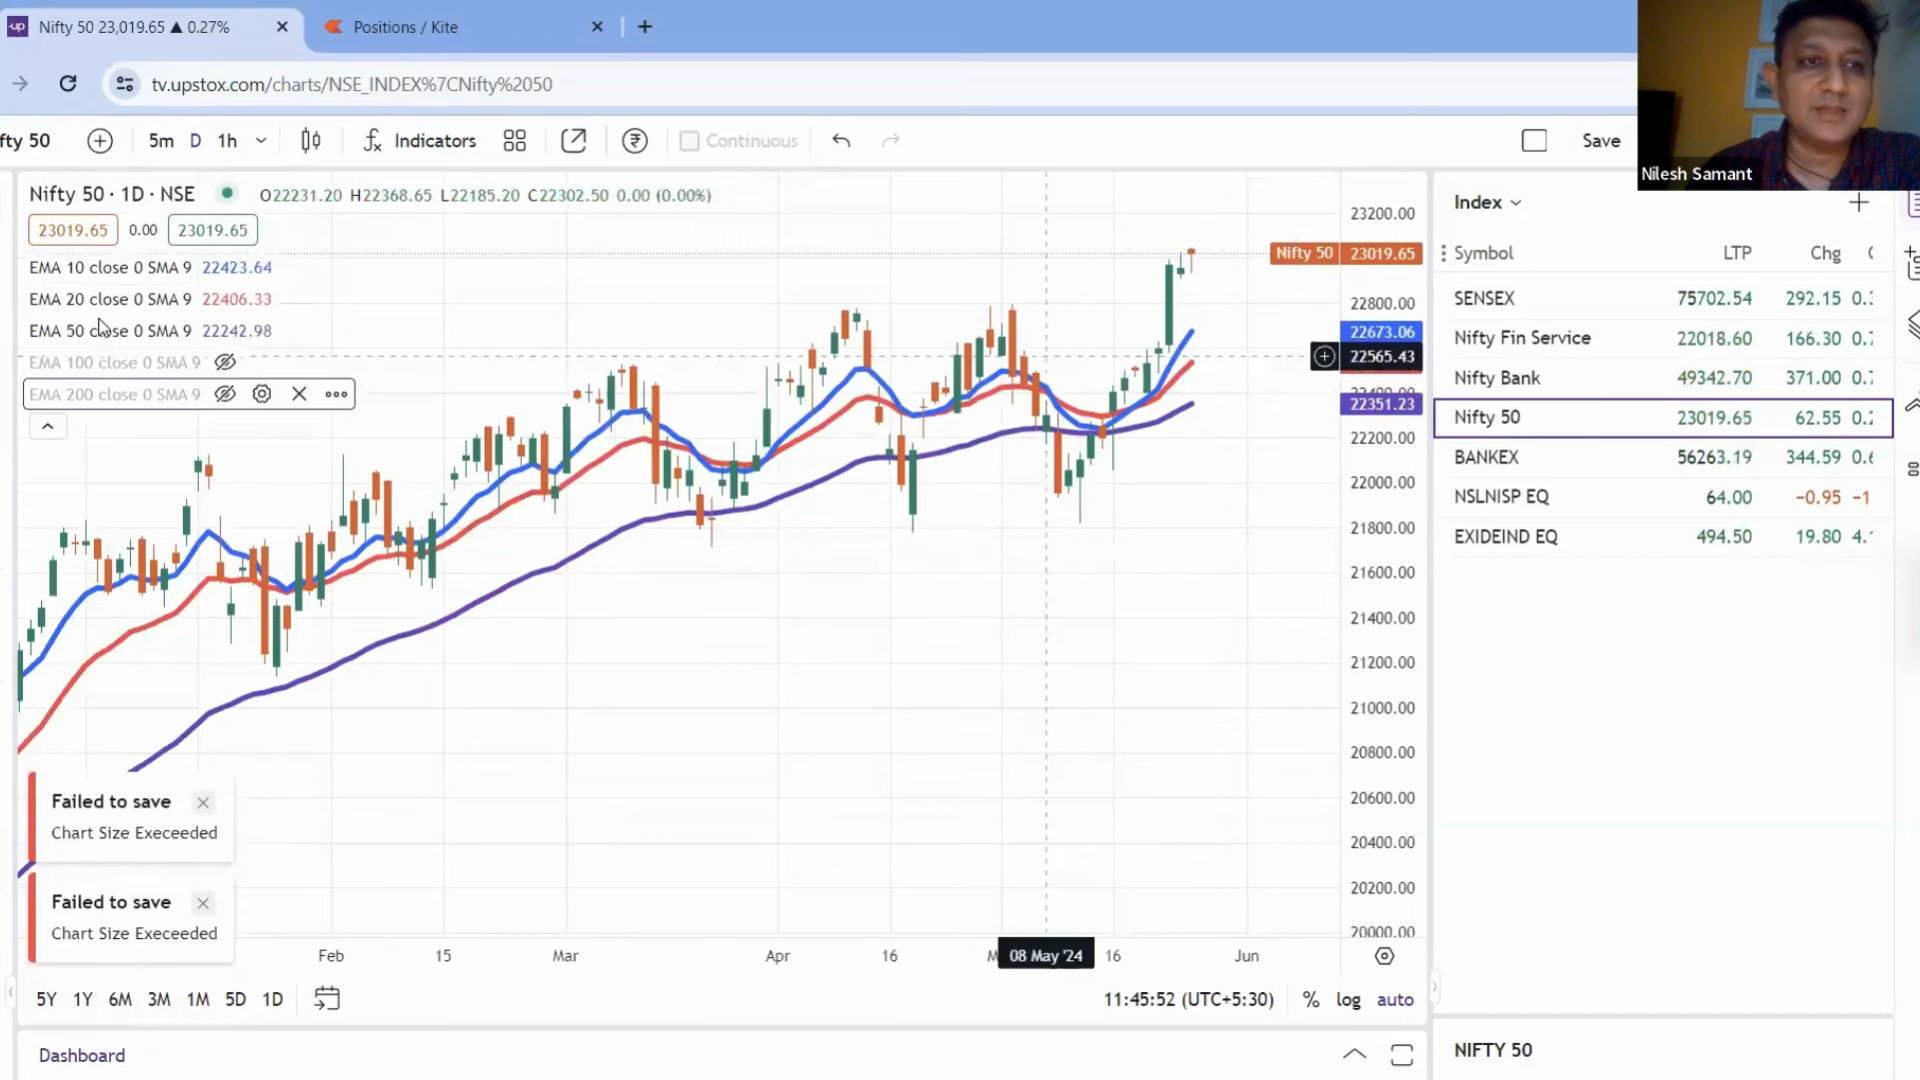 Nifty 50 23,019.65 ▲ 0.27%
Positions / Kite
tv.upstox.com/charts/NSE_INDEX%7CNifty%2050
fty 50 5m D 1h Indicators Continuous Save
Nilesh Samant
Nifty 50 · 1D · NSE O22231.20 H22368.65 L22185.20 C22302.50 0.00 (0.00%)
23019.65 0.00 23019.65
EMA 10 close 0 SMA 9 22423.64
EMA 20 close 0 SMA 9 22406.33
EMA 50 close 0 SMA 9 22242.98
EMA 100 close 0 SMA 9
EMA 200 close 0 SMA 9
23200.00
Nifty 50 23019.65
22800.00
22673.06
22565.43
22351.23
22200.00
22000.00
21800.00
21600.00
21400.00
21200.00
21000.00
20800.00
20600.00
20400.00
20200.00
20000.00
Failed to save
Chart Size Execeeded
Failed to save
Chart Size Execeeded
Feb 15 Mar Apr 16 08 May '24 16 Jun
5Y 1Y 6M 3M 1M 5D 1D 11:45:52 (UTC+5:30) % log auto
Dashboard
Index
Symbol LTP Chg
SENSEX 75702.54 292.15
Nifty Fin Service 22018.60 166.30
Nifty Bank 49342.70 371.00
Nifty 50 23019.65 62.55
BANKEX 56263.19 344.59
NSLNISP EQ 64.00 −0.95
EXIDEIND EQ 494.50 19.80
NIFTY 50